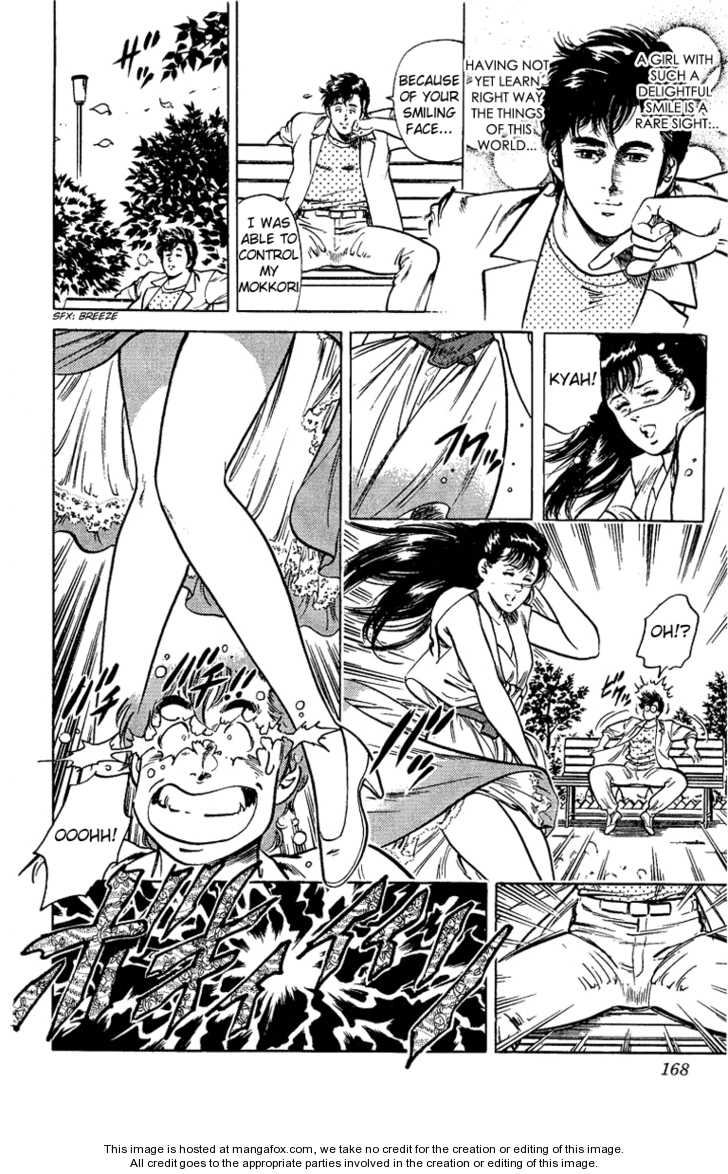 A GIRL WITH
SUCH A
DELIGHTFUL
SMILE IS A
RARE SIGHT...
HAVING NOT
YET LEARN
RIGHT WAY
THE THINGS
OF THIS
WORLD...
BECAUSE
OF YOUR
SMILING
FACE...
I WAS
ABLE TO
CONTROL
MY
MOKKORI
SFX: BREEZE
KYAH!
OH!?
OOOHH!
168
This image is hosted at mangafox.com, we take no credit for the creation or editing of this image.
All credit goes to the appropriate parties involved in the creation or editing of this image.